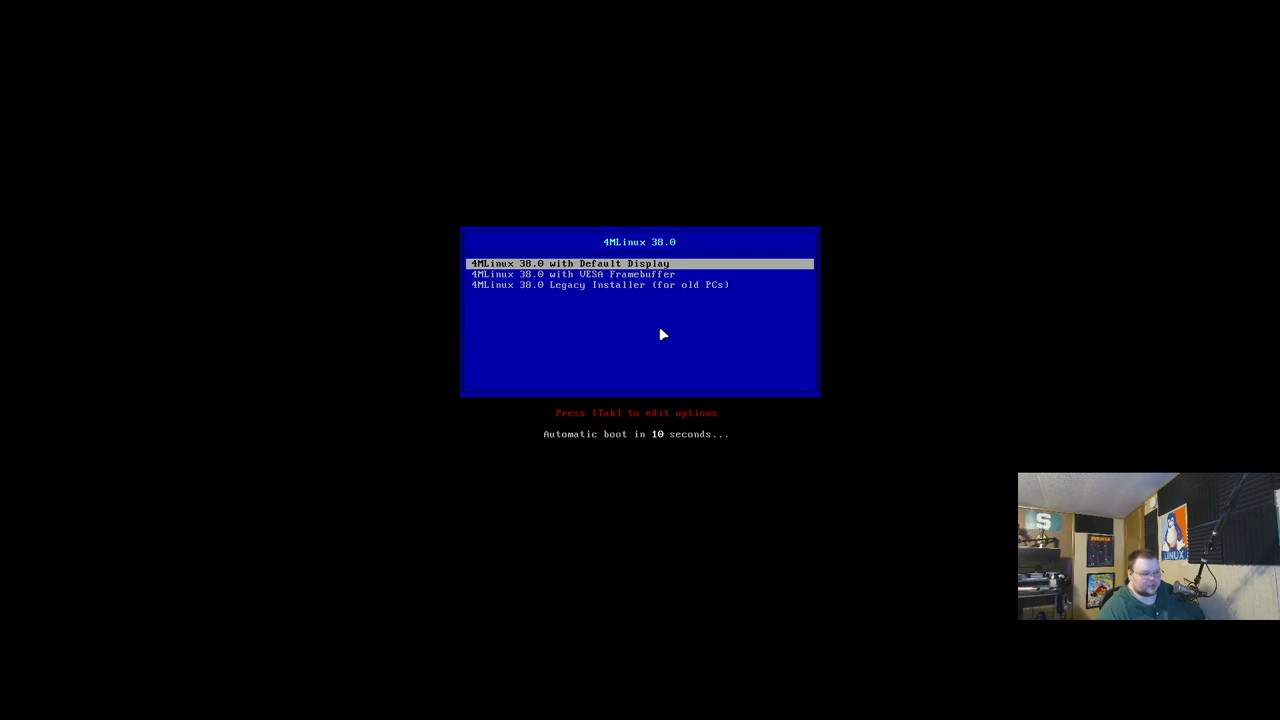 4MLinux 38.0
4MLinux 38.0 with Default Display
4MLinux 38.0 with VESA Framebuffer
4MLinux 38.0 Legacy Installer (for old PCs)
Press [Tab] to edit options
Automatic boot in 10 seconds...
S
LINUX